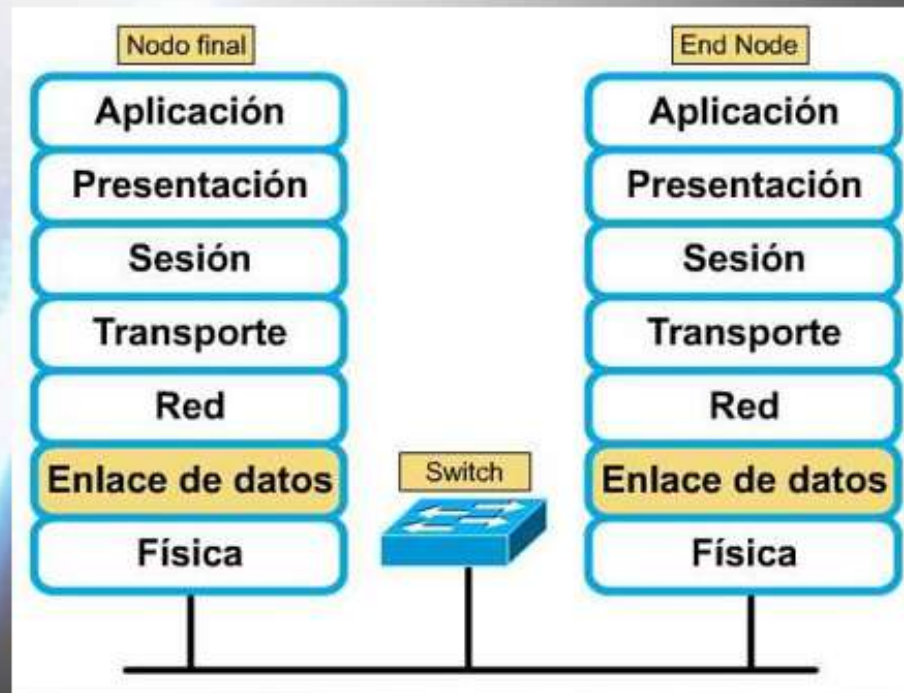 Nodo final
Aplicación
Presentación
Sesión
Transporte
Red
Enlace de datos
Física
Switch
End Node
Aplicación
Presentación
Sesión
Transporte
Red
Enlace de datos
Física